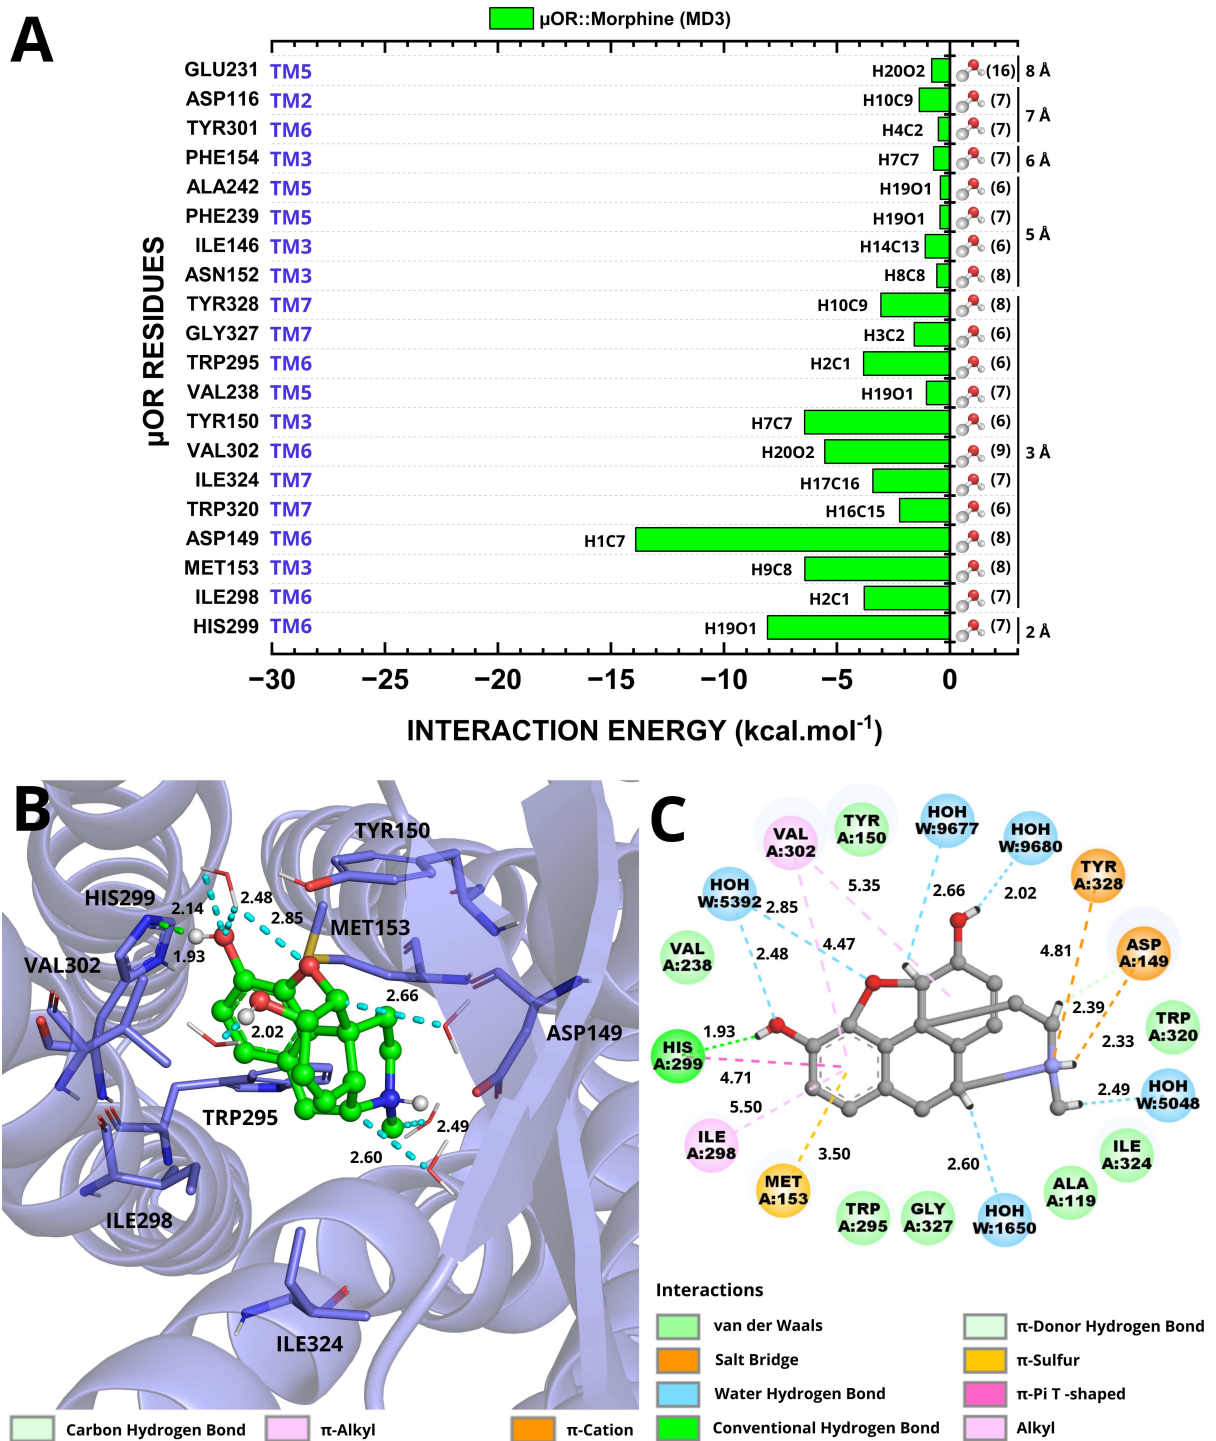 A
µOR::Morphine (MD3)
µOR RESIDUES
GLU231 TM5 H20O2 (16) 8 Å
ASP116 TM2 H10C9 (7)
7 Å
TYR301 TM6 H4C2 (7)
PHE154 TM3 H7C7 (7) 6 Å
ALA242 TM5 H19O1 (6)
PHE239 TM5 H19O1 (7)
5 Å
ILE146 TM3 H14C13 (6)
ASN152 TM3 H8C8 (8)
TYR328 TM7 H10C9 (8)
GLY327 TM7 H3C2 (6)
TRP295 TM6 H2C1 (6)
VAL238 TM5 H19O1 (7)
TYR150 TM3 H7C7 (6)
VAL302 TM6 H20O2 (9) 3 Å
ILE324 TM7 H17C16 (7)
TRP320 TM7 H16C15 (6)
ASP149 TM6 H1C7 (8)
MET153 TM3 H9C8 (8)
ILE298 TM6 H2C1 (7)
HIS299 TM6 H19O1 (7) 2 Å
−30 −25 −20 −15 −10 −5 0
INTERACTION ENERGY (kcal.mol-1)
B
TYR150
HIS299
2.14
2.48
2.85
MET153
1.93
VAL302
2.66
2.02
ASP149
TRP295
2.49
2.60
ILE298
ILE324
Carbon Hydrogen Bond
π-Alkyl
π-Cation
C
VAL
A:302
TYR
A:150
HOH
W:9677
HOH
W:9680
TYR
A:328
HOH
W:5392
5.35
2.66
2.02
2.85
4.47
2.48
4.81
ASP
A:149
VAL
A:238
2.39
TRP
A:320
1.93
2.33
HIS
A:299
4.71
5.50
2.49
HOH
W:5048
ILE
A:298
3.50
2.60
ILE
A:324
MET
A:153
ALA
A:119
TRP
A:295
GLY
A:327
HOH
W:1650
Interactions
van der Waals
Salt Bridge
Water Hydrogen Bond
Conventional Hydrogen Bond
π-Donor Hydrogen Bond
π-Sulfur
π-Pi T -shaped
Alkyl